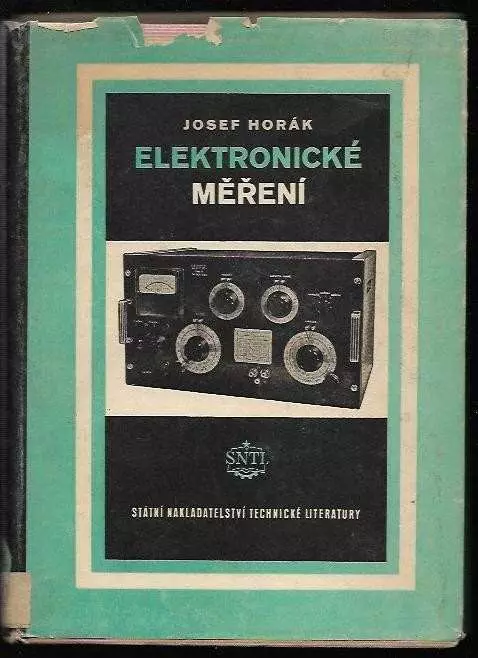 JOSEF HORÁK
ELEKTRONICKÉ
MĚŘENÍ
SNTL
STÁTNÍ NAKLADATELSTVÍ TECHNICKÉ LITERATURY